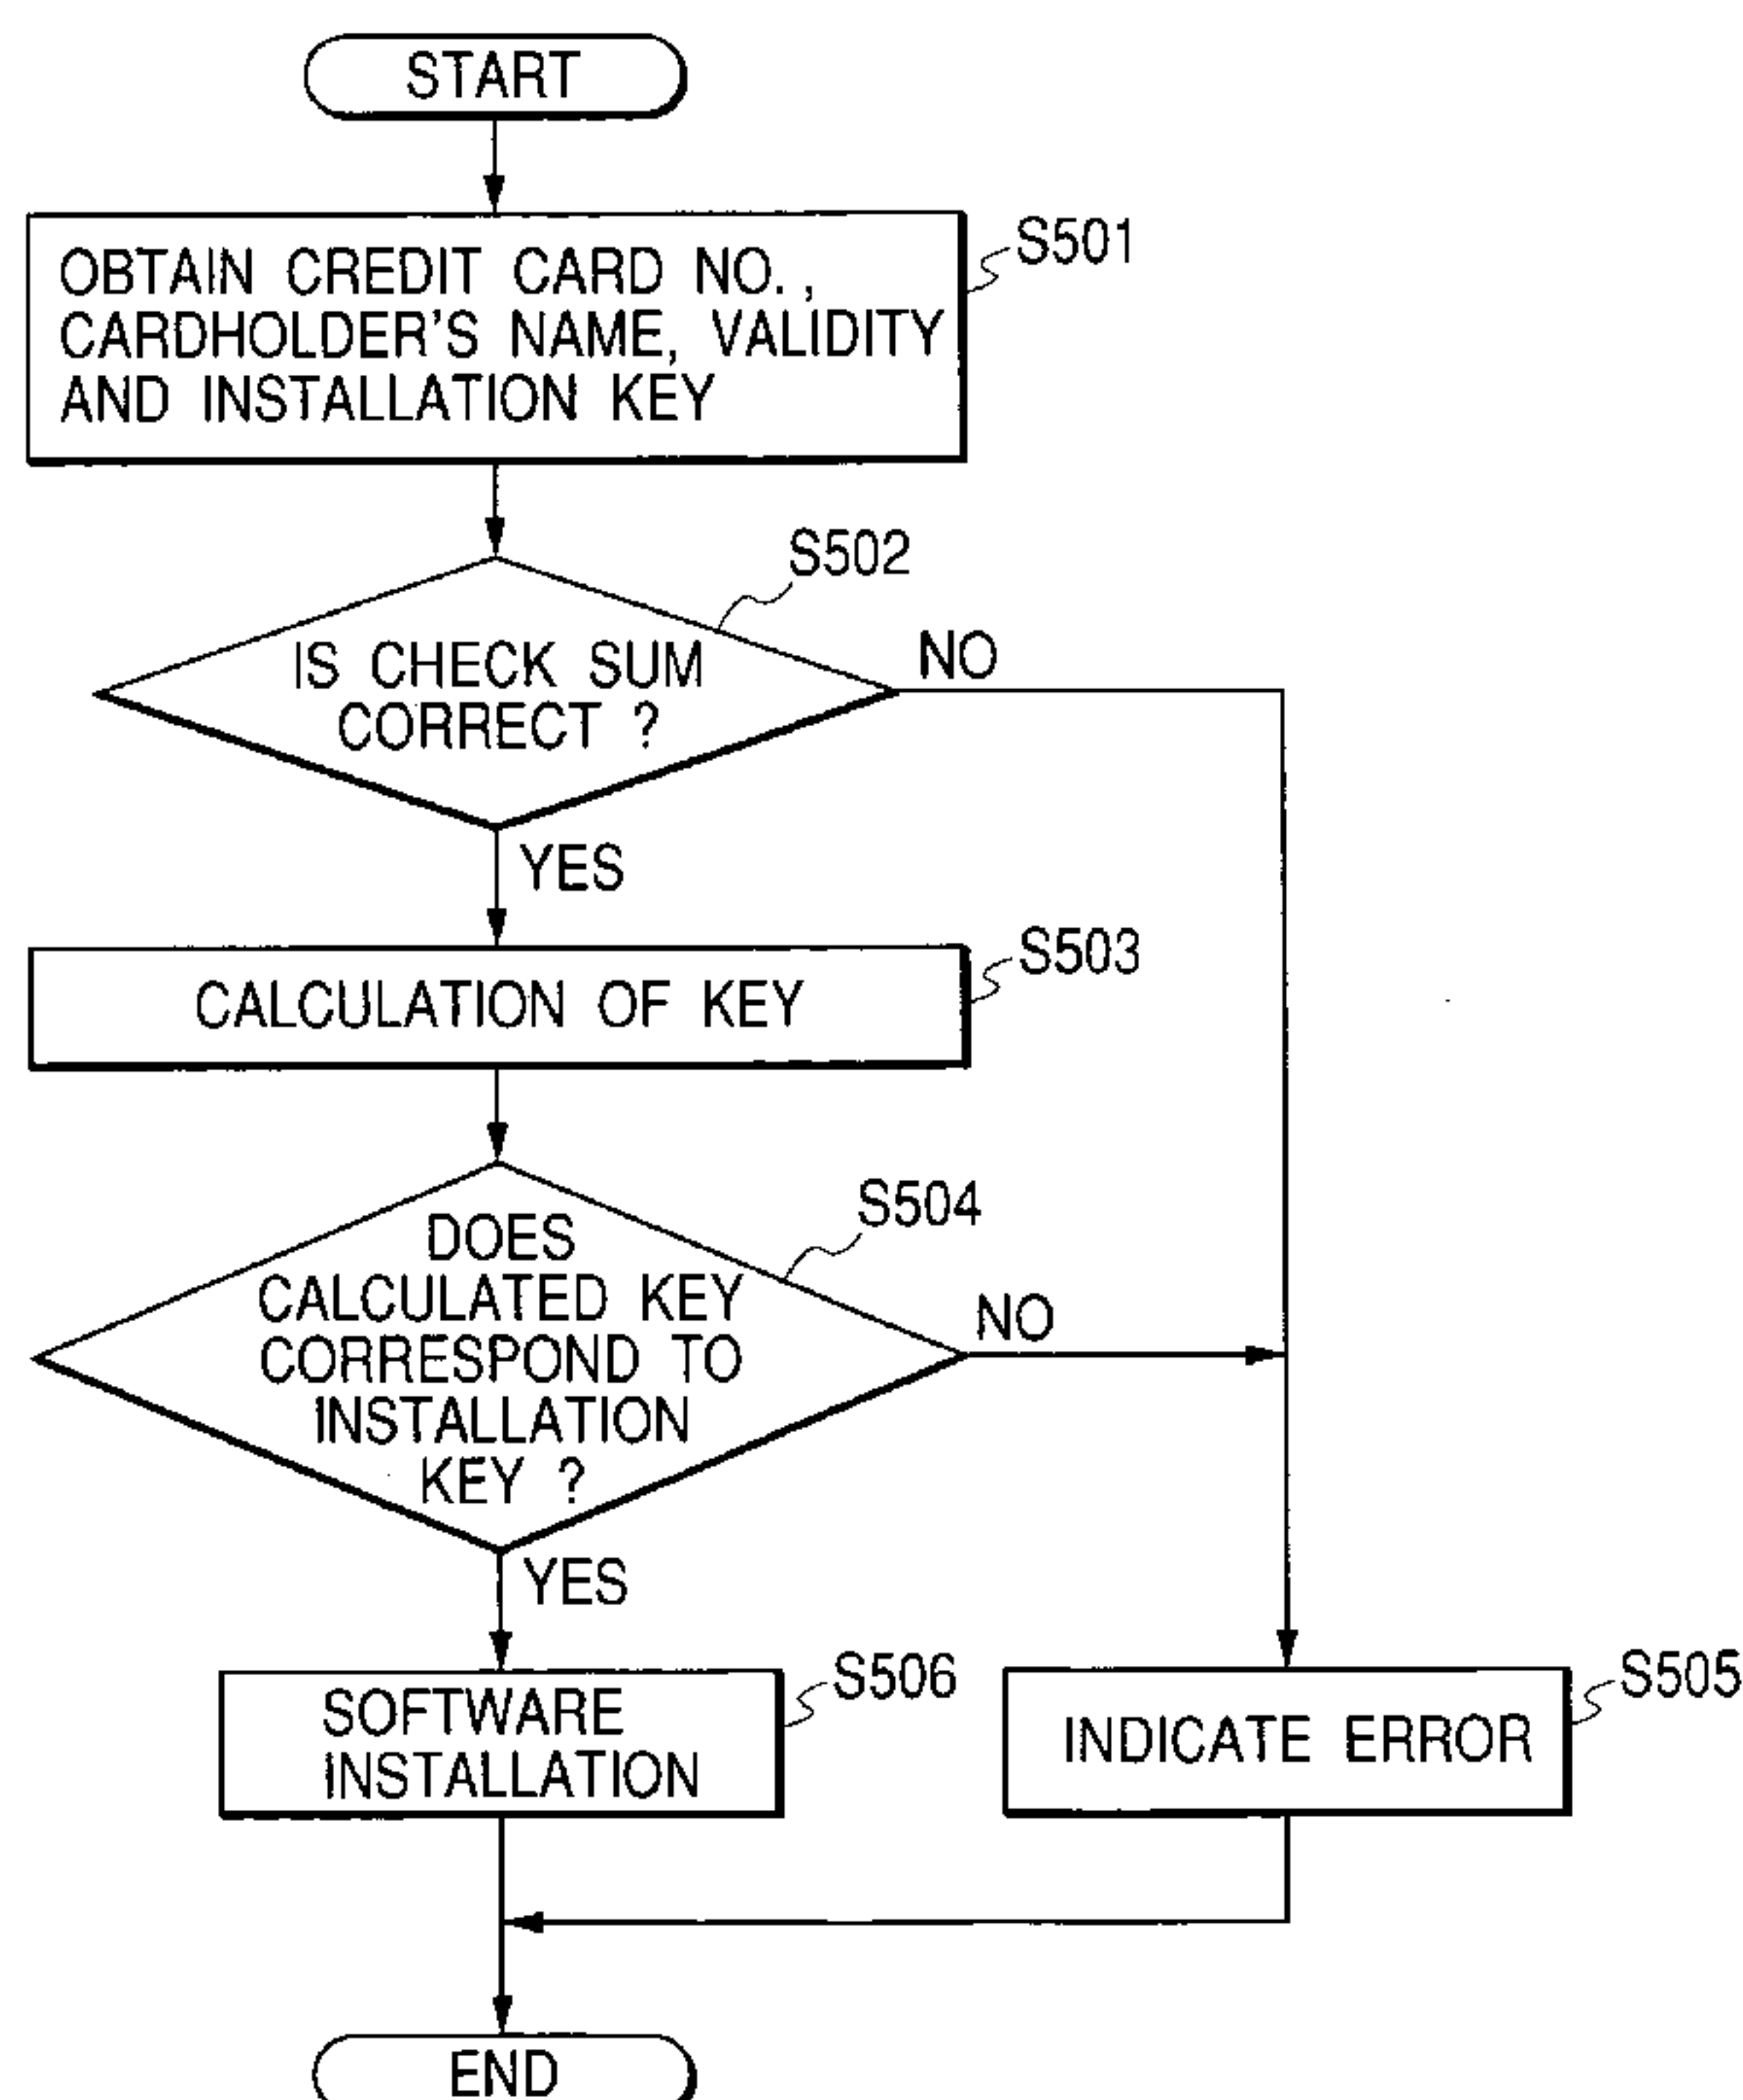 START
OBTAIN CREDIT CARD NO.,
CARDHOLDER'S NAME, VALIDITY
AND INSTALLATION KEY
S501
IS CHECK SUM
CORRECT ?
S502
NO
YES
CALCULATION OF KEY
S503
DOES
CALCULATED KEY
CORRESPOND TO
INSTALLATION
KEY ?
S504
NO
YES
SOFTWARE
INSTALLATION
S506
INDICATE ERROR
S505
END